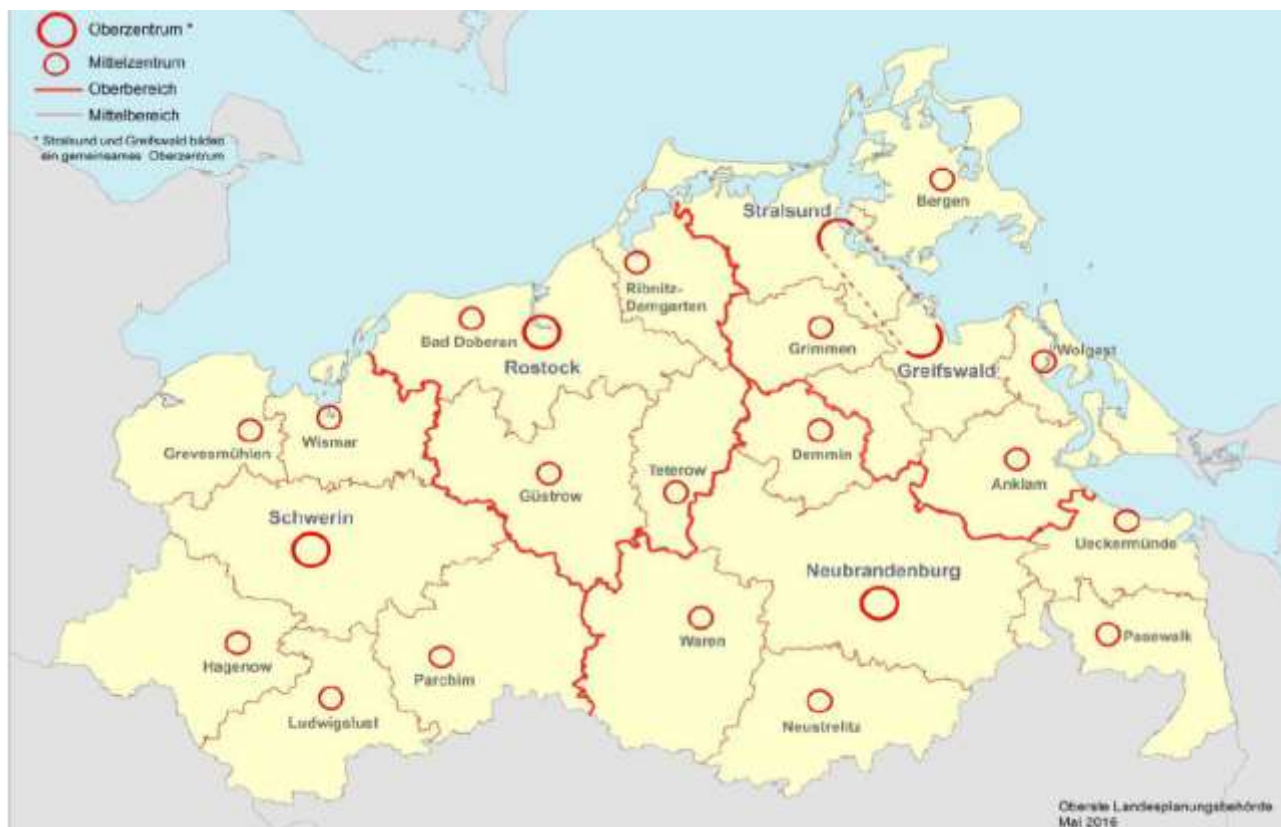 Oberzentrum *
Mittelzentrum
Oberbereich
Mittelbereich
* Stralsund und Greifswald bilden
ein gemeinsames Oberzentrum
Bergen
Stralsund
Ribnitz-
Damgarten
Bad Doberan
Rostock
Grimmen
Greifswald
Wolgast
Grevesmühlen
Wismar
Güstrow
Teterow
Demmin
Anklam
Schwerin
Ueckermünde
Neubrandenburg
Hagenow
Ludwigslust
Parchim
Waren
Neustrelitz
Pasewalk
Oberste Landesplanungsbehörde
Mai 2016